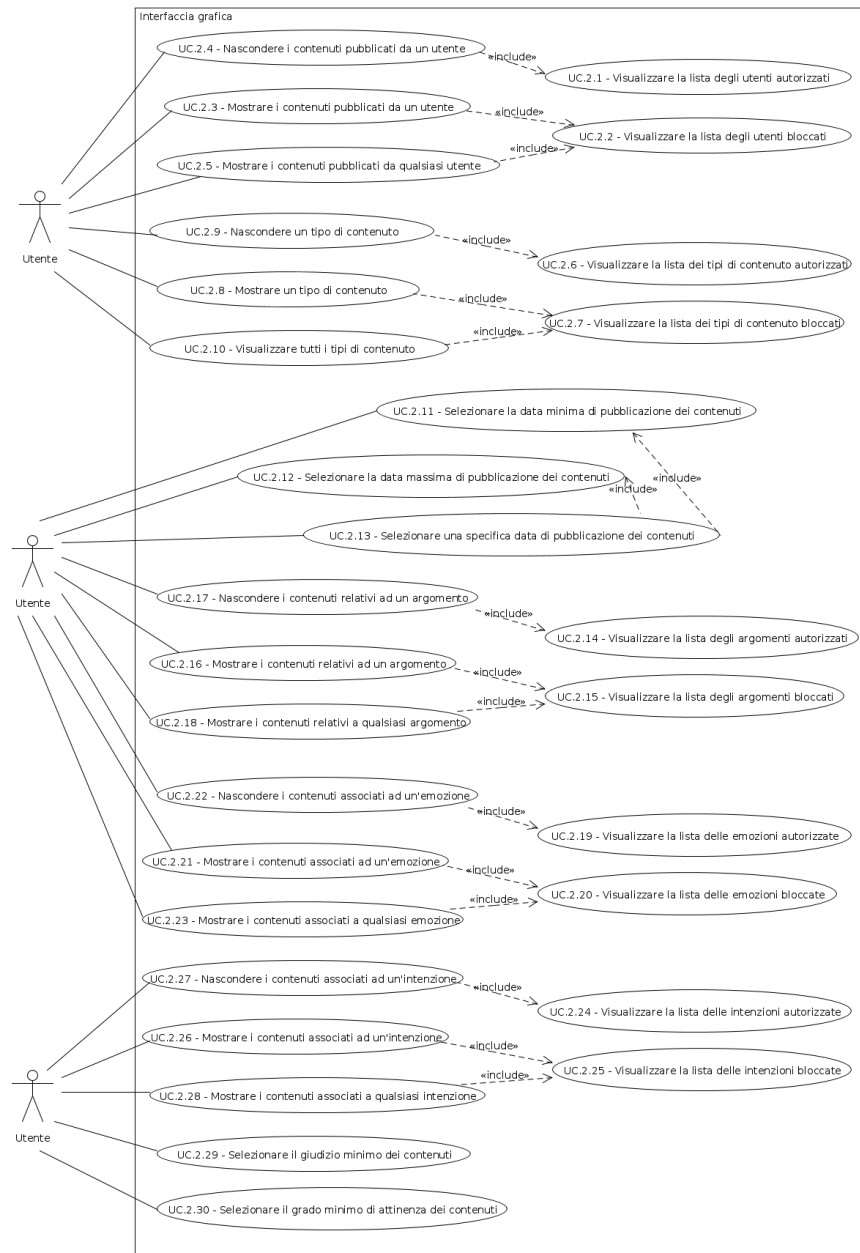 Interfaccia grafica
UC.2.4 - Nascondere i contenuti pubblicati da un utente
«include»
UC.2.1 - Visualizzare la lista degli utenti autorizzati
UC.2.3 - Mostrare i contenuti pubblicati da un utente
«include»
UC.2.2 - Visualizzare la lista degli utenti bloccati
«include»
UC.2.5 - Mostrare i contenuti pubblicati da qualsiasi utente
UC.2.9 - Nascondere un tipo di contenuto
«include»
Utente
UC.2.6 - Visualizzare la lista dei tipi di contenuto autorizzati
UC.2.8 - Mostrare un tipo di contenuto
«include»
UC.2.7 - Visualizzare la lista dei tipi di contenuto bloccati
«include»
UC.2.10 - Visualizzare tutti i tipi di contenuto
UC.2.11 - Selezionare la data minima di pubblicazione dei contenuti
UC.2.12 - Selezionare la data massima di pubblicazione dei contenuti
«include»
«include»
UC.2.13 - Selezionare una specifica data di pubblicazione dei contenuti
Utente
UC.2.17 - Nascondere i contenuti relativi ad un argomento
«include»
UC.2.14 - Visualizzare la lista degli argomenti autorizzati
UC.2.16 - Mostrare i contenuti relativi ad un argomento
«include»
UC.2.15 - Visualizzare la lista degli argomenti bloccati
«include»
UC.2.18 - Mostrare i contenuti relativi a qualsiasi argomento
UC.2.22 - Nascondere i contenuti associati ad un'emozione
«include»
UC.2.19 - Visualizzare la lista delle emozioni autorizzate
UC.2.21 - Mostrare i contenuti associati ad un'emozione
«include»
UC.2.20 - Visualizzare la lista delle emozioni bloccate
«include»
UC.2.23 - Mostrare i contenuti associati a qualsiasi emozione
UC.2.27 - Nascondere i contenuti associati ad un'intenzione
«include»
UC.2.24 - Visualizzare la lista delle intenzioni autorizzate
UC.2.26 - Mostrare i contenuti associati ad un'intenzione
«include»
UC.2.25 - Visualizzare la lista delle intenzioni bloccate
«include»
UC.2.28 - Mostrare i contenuti associati a qualsiasi intenzione
Utente
UC.2.29 - Selezionare il giudizio minimo dei contenuti
UC.2.30 - Selezionare il grado minimo di attinenza dei contenuti